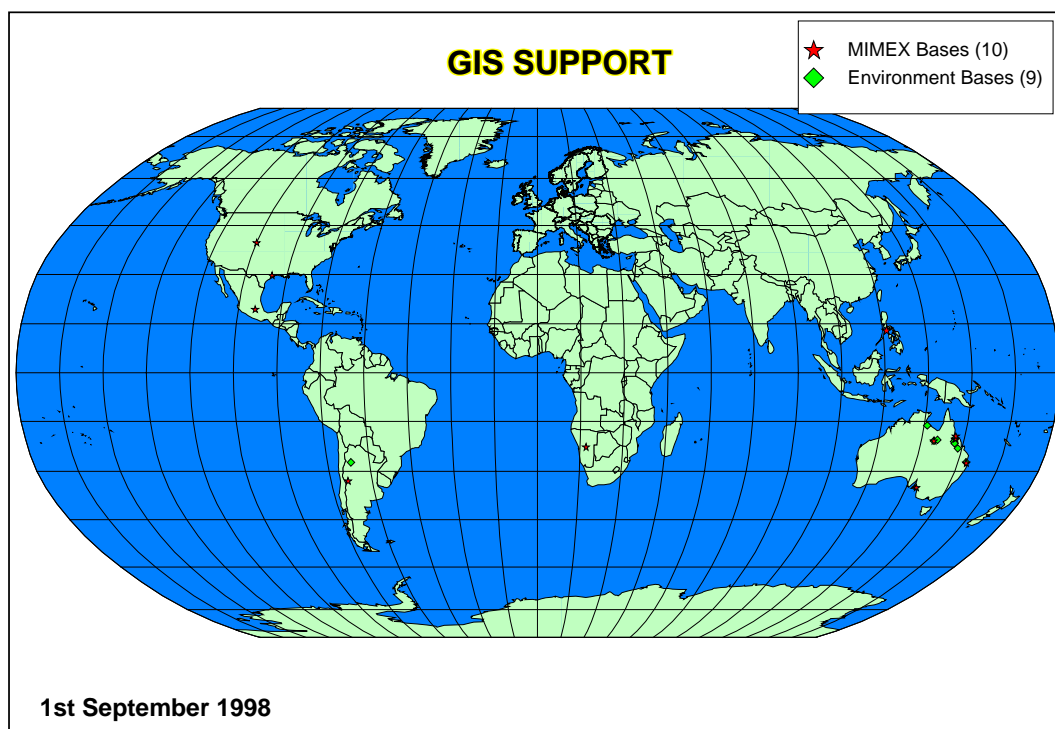 GIS SUPPORT
MIMEX Bases (10)
Environment Bases (9)
1st September 1998